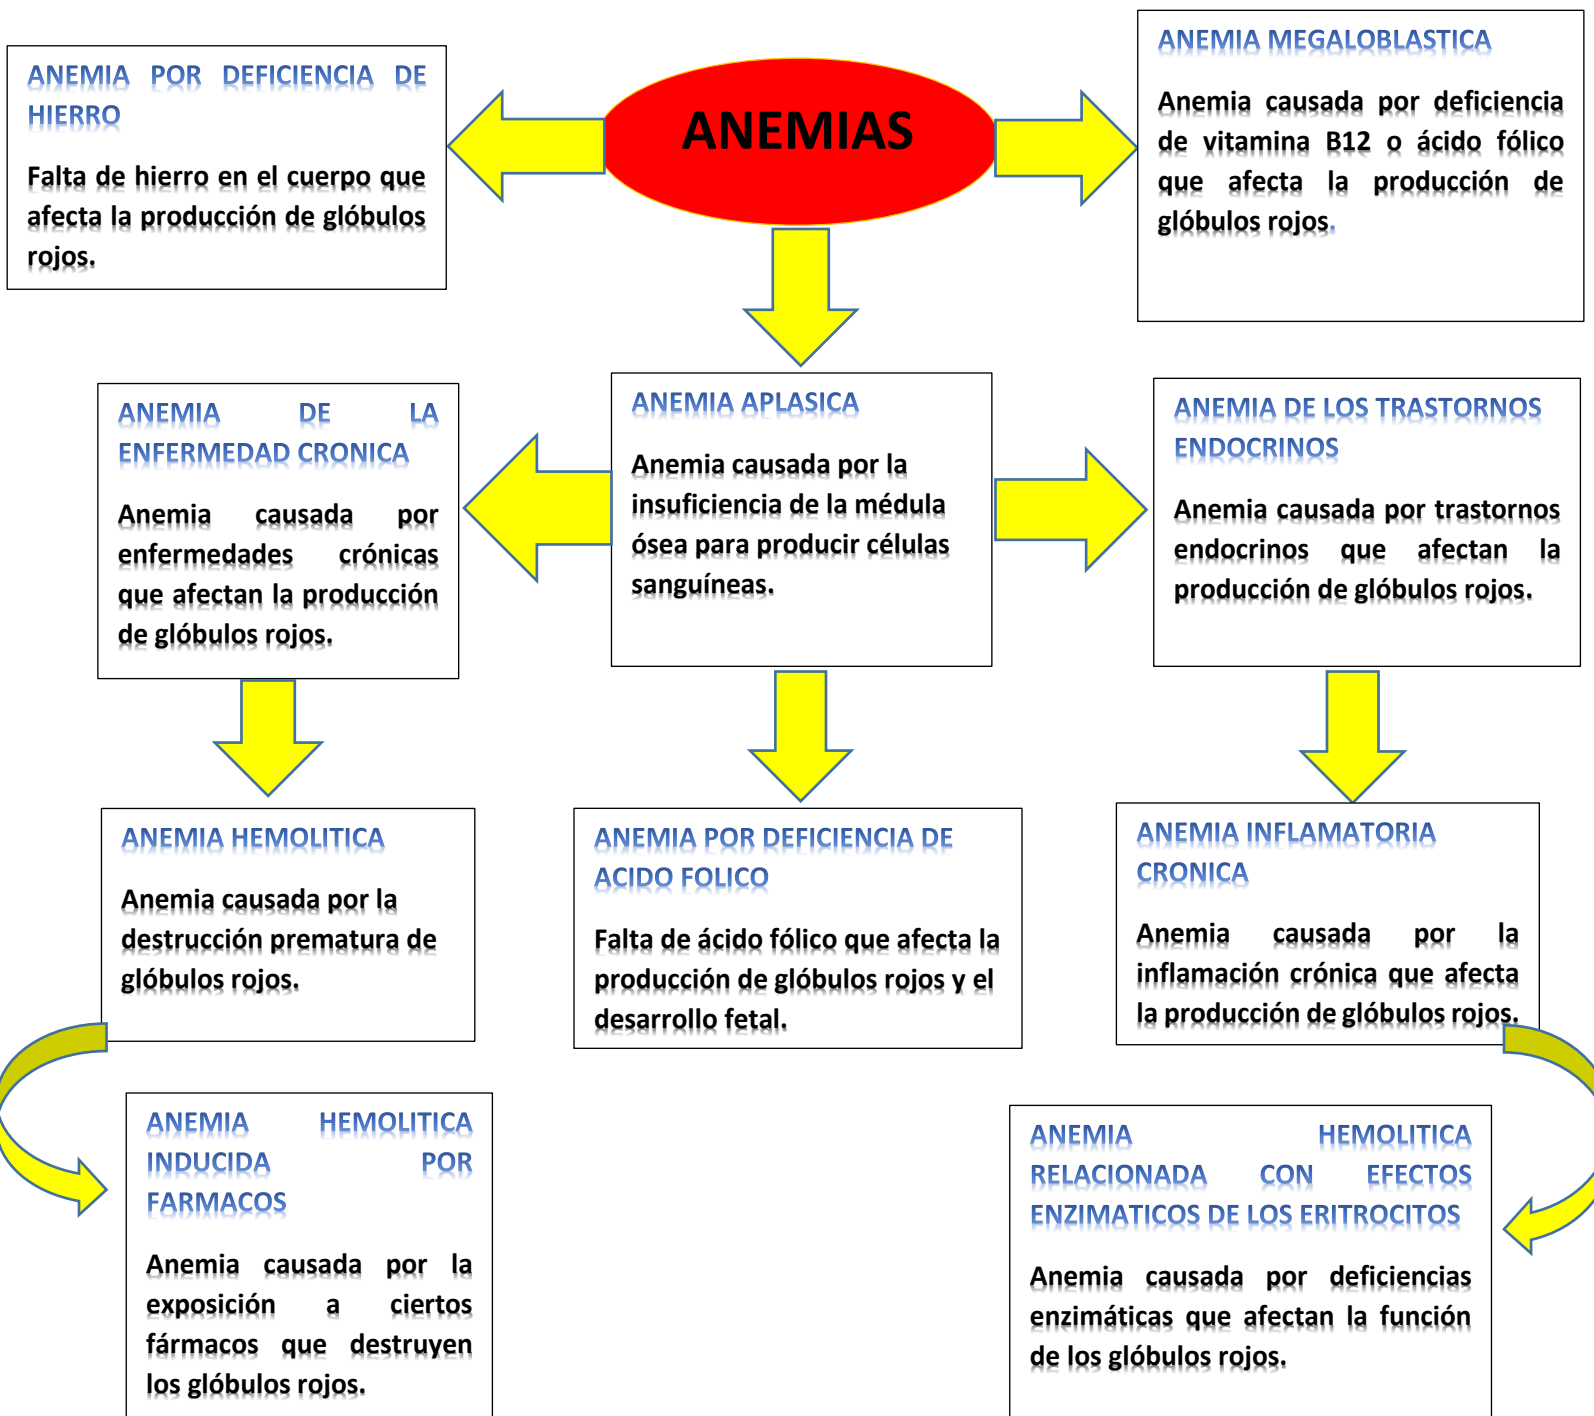 ANEMIAS
ANEMIA POR DEFICIENCIA DE
HIERRO
Falta de hierro en el cuerpo que
afecta la producción de glóbulos
rojos.
ANEMIA MEGALOBLASTICA
Anemia causada por deficiencia
de vitamina B12 o ácido fólico
que afecta la producción de
glóbulos rojos.
ANEMIA DE LA
ENFERMEDAD CRONICA
Anemia causada por
enfermedades crónicas
que afectan la producción
de glóbulos rojos.
ANEMIA APLASICA
Anemia causada por la
insuficiencia de la médula
ósea para producir células
sanguíneas.
ANEMIA DE LOS TRASTORNOS
ENDOCRINOS
Anemia causada por trastornos
endocrinos que afectan la
producción de glóbulos rojos.
ANEMIA HEMOLITICA
Anemia causada por la
destrucción prematura de
glóbulos rojos.
ANEMIA POR DEFICIENCIA DE
ACIDO FOLICO
Falta de ácido fólico que afecta la
producción de glóbulos rojos y el
desarrollo fetal.
ANEMIA INFLAMATORIA
CRONICA
Anemia causada por la
inflamación crónica que afecta
la producción de glóbulos rojos.
ANEMIA HEMOLITICA
INDUCIDA POR
FARMACOS
Anemia causada por la
exposición a ciertos
fármacos que destruyen
los glóbulos rojos.
ANEMIA HEMOLITICA
RELACIONADA CON EFECTOS
ENZIMATICOS DE LOS ERITROCITOS
Anemia causada por deficiencias
enzimáticas que afectan la función
de los glóbulos rojos.